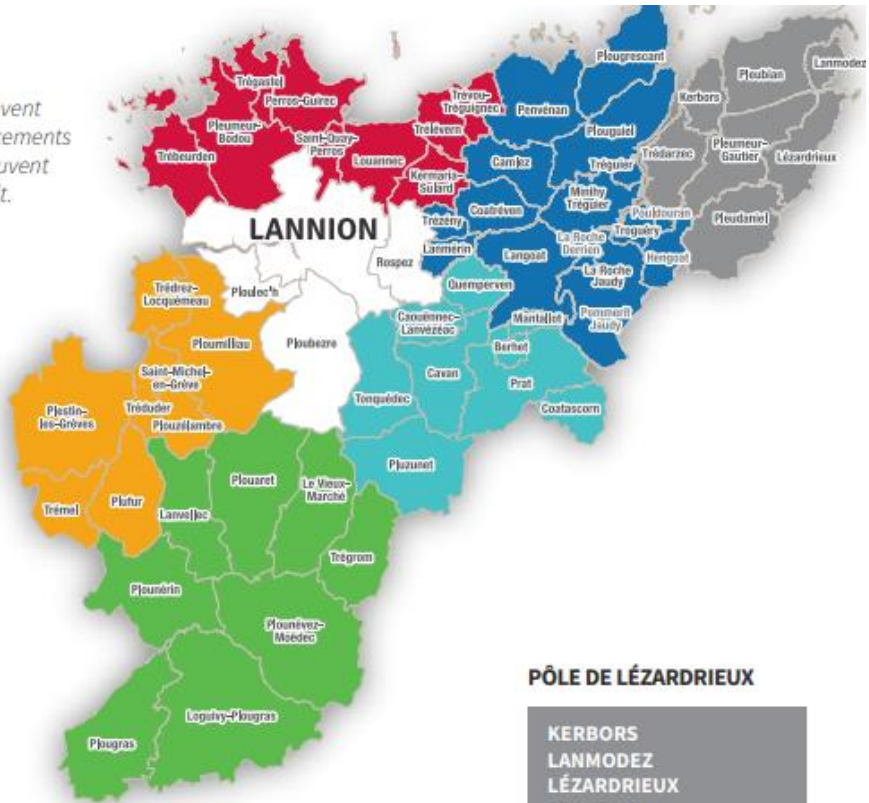 vent
ements
uvent
t.
Trégastel
Perros-Guirec
Pleumeur-
Bodou
Saint-Quay-
Perros
Trébeurden
Louannec
Trévou-
Tréguignec
Trélévern
Kermaria-
Sulard
Plougrescant
Penvénan
Plouguiel
Camlez
Tréguier
Minihy
Tréguier
Coatréven
Trézény
Lanmérin
Langoat
Pouldouran
Troguéry
La Roche
Derrien
Hengoat
La Roche
Jaudy
Pommerit
Jaudy
Kerbors
Pleubian
Lanmodez
Trédarzec
Pleumeur-
Gautier
Lézardrieux
Pleudaniel
LANNION
Rospez
Ploulec'h
Ploubezre
Quemperven
Caouënnec-
Lanvézéac
Mantallot
Berhet
Cavan
Prat
Tonquédec
Coatascorn
Pluzunet
Trédrez-
Locquémeau
Ploumilliau
Saint-Michel-
en-Grève
Tréduder
Plouzélambre
Plestin-
les-Grèves
Trémel
Plufur
Plouaret
Le Vieux-
Marché
Lanvellec
Trégrom
Plounérin
Plounévez-
Moëdec
Loguivy-Plougras
Plougras
PÔLE DE LÉZARDRIEUX
KERBORS
LANMODEZ
LÉZARDRIEUX